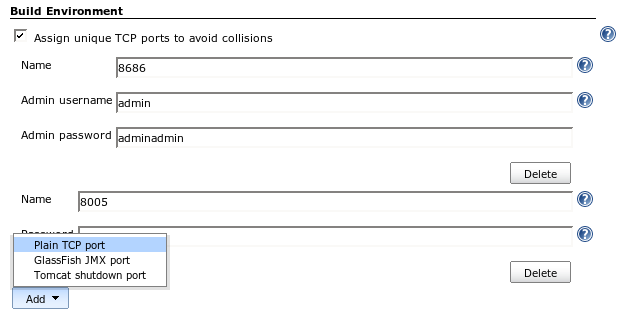 Build Environment
Assign unique TCP ports to avoid collisions
Name 8686
Admin username admin
Admin password adminadmin
Delete
Name 8005
Password
Plain TCP port
GlassFish JMX port
Tomcat shutdown port
Delete
Add